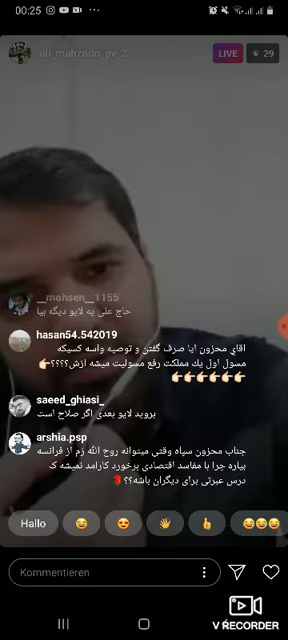 00:25
ali_mahzoon_pv_2
LIVE
29
__mohsen__1155
حاج علی یه لایو دیگه بیا
hasan54.542019
اقای محزون ایا صرف گفتن و توصیه واسه کسیکه
مسول اول یك مملکت رفع مسولیت میشه ازش؟؟؟؟👉🏻
👉🏻👉🏻👉🏻👉🏻👉🏻👉🏻
saeed_ghiasi_
بروید لایو بعدی اگر صلاح است
arshia.psp
جناب محزون سپاه وقتی میتوانه روح الله زم از فرانسه
بیاره چرا با مفاسد اقتصادی برخورد کارامد نمیشه ک
درس عبرتی برای دیگران باشه؟؟🌹
Hallo
Kommentieren
V RECORDER